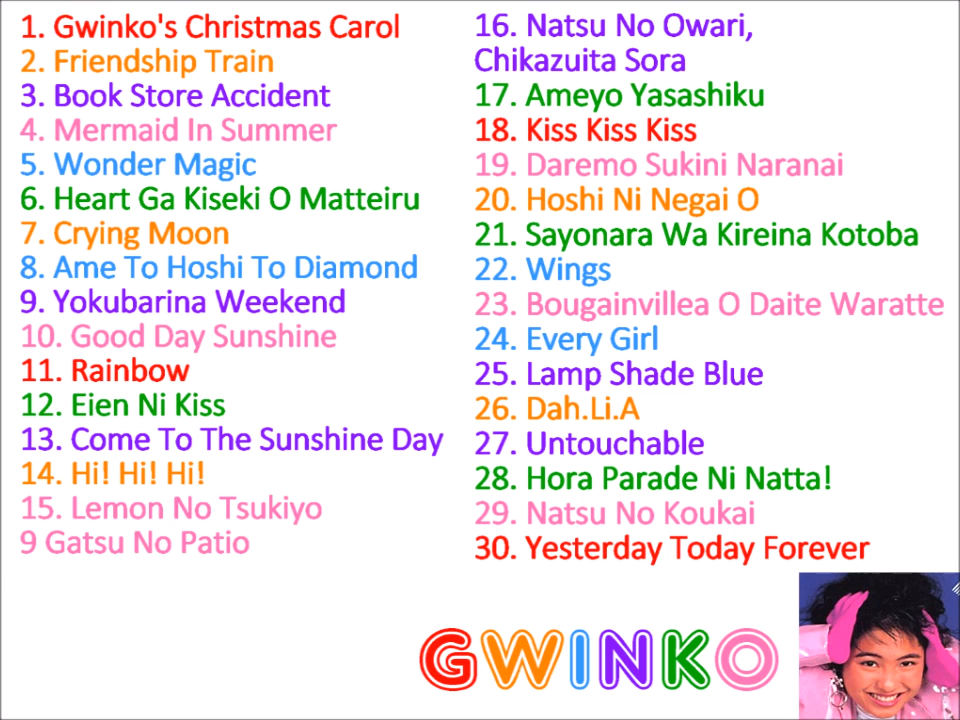 1. Gwinko's Christmas Carol
2. Friendship Train
3. Book Store Accident
4. Mermaid In Summer
5. Wonder Magic
6. Heart Ga Kiseki O Matteiru
7. Crying Moon
8. Ame To Hoshi To Diamond
9. Yokubarina Weekend
10. Good Day Sunshine
11. Rainbow
12. Eien Ni Kiss
13. Come To The Sunshine Day
14. Hi! Hi! Hi!
15. Lemon No Tsukiyo
9 Gatsu No Patio
16. Natsu No Owari,
Chikazuita Sora
17. Ameyo Yasashiku
18. Kiss Kiss Kiss
19. Daremo Sukini Naranai
20. Hoshi Ni Negai O
21. Sayonara Wa Kireina Kotoba
22. Wings
23. Bougainvillea O Daite Waratte
24. Every Girl
25. Lamp Shade Blue
26. Dah.Li.A
27. Untouchable
28. Hora Parade Ni Natta!
29. Natsu No Koukai
30. Yesterday Today Forever
GWINKO